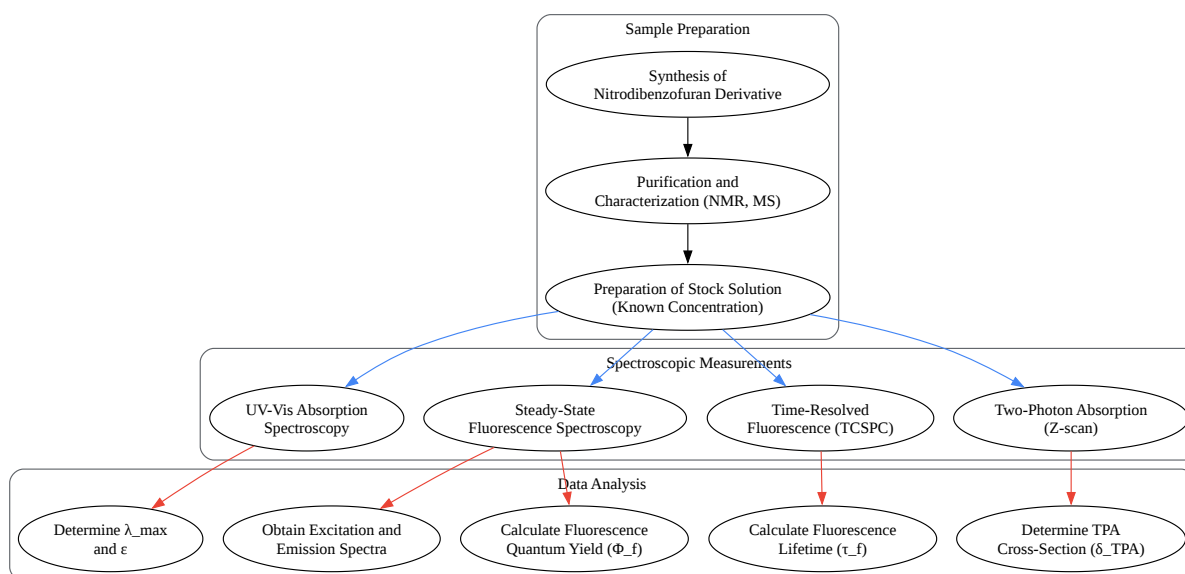 Sample Preparation
Synthesis of
Nitrodibenzofuran Derivative
Purification and
Characterization (NMR, MS)
Preparation of Stock Solution
(Known Concentration)
Spectroscopic Measurements
UV-Vis Absorption
Spectroscopy
Steady-State
Fluorescence Spectroscopy
Time-Resolved
Fluorescence (TCSPC)
Two-Photon Absorption
(Z-scan)
Data Analysis
Determine λ_max
and ε
Obtain Excitation and
Emission Spectra
Calculate Fluorescence
Quantum Yield (Φ_f)
Calculate Fluorescence
Lifetime (τ_f)
Determine TPA
Cross-Section (δ_TPA)